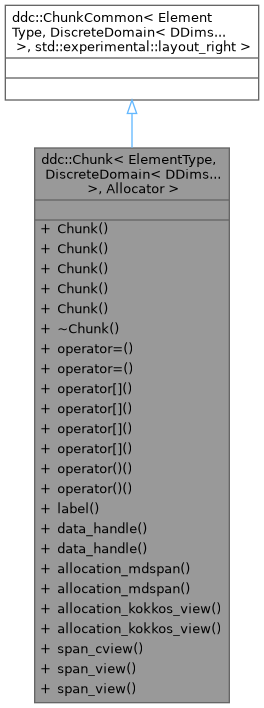 ddc::ChunkCommon< Element
Type, DiscreteDomain< DDims...
>, std::experimental::layout_right >
ddc::Chunk< ElementType,
DiscreteDomain< DDims...
>, Allocator >
+ Chunk()
+ Chunk()
+ Chunk()
+ Chunk()
+ Chunk()
+ ~Chunk()
+ operator=()
+ operator=()
+ operator[]()
+ operator[]()
+ operator[]()
+ operator[]()
+ operator()()
+ operator()()
+ label()
+ data_handle()
+ data_handle()
+ allocation_mdspan()
+ allocation_mdspan()
+ allocation_kokkos_view()
+ allocation_kokkos_view()
+ span_cview()
+ span_view()
+ span_view()